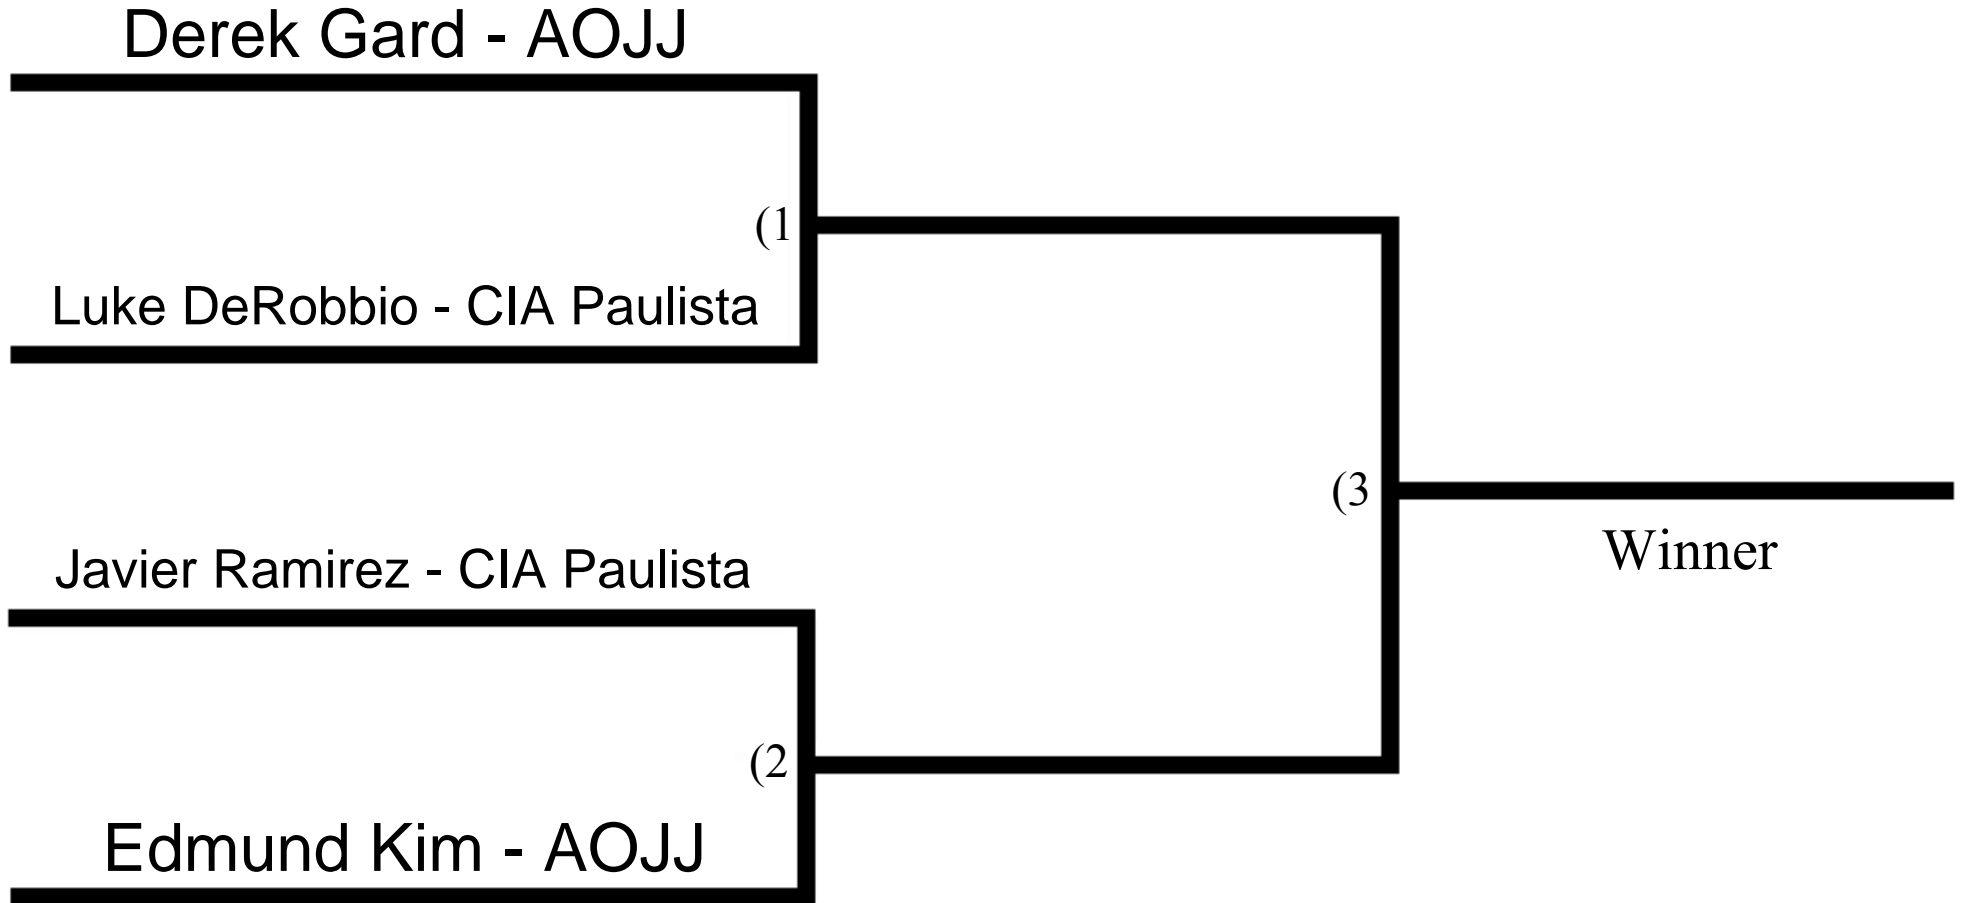 Derek Gard - AOJJ
(1
Luke DeRobbio - CIA Paulista
(3
Winner
Javier Ramirez - CIA Paulista
(2
Edmund Kim - AOJJ